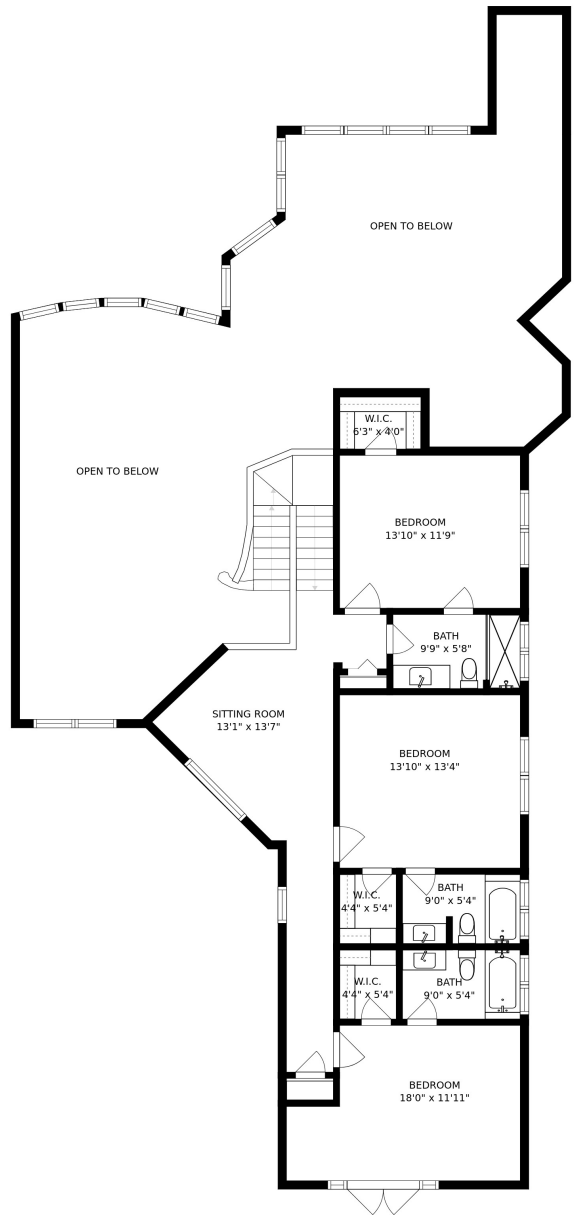 OPEN TO BELOW
W.I.C.
6'3" x 4'0"
OPEN TO BELOW
BEDROOM
13'10" x 11'9"
BATH
9'9" x 5'8"
SITTING ROOM
13'1" x 13'7"
BEDROOM
13'10" x 13'4"
W.I.C.
4'4" x 5'4"
BATH
9'0" x 5'4"
W.I.C.
4'4" x 5'4"
BATH
9'0" x 5'4"
BEDROOM
18'0" x 11'11"